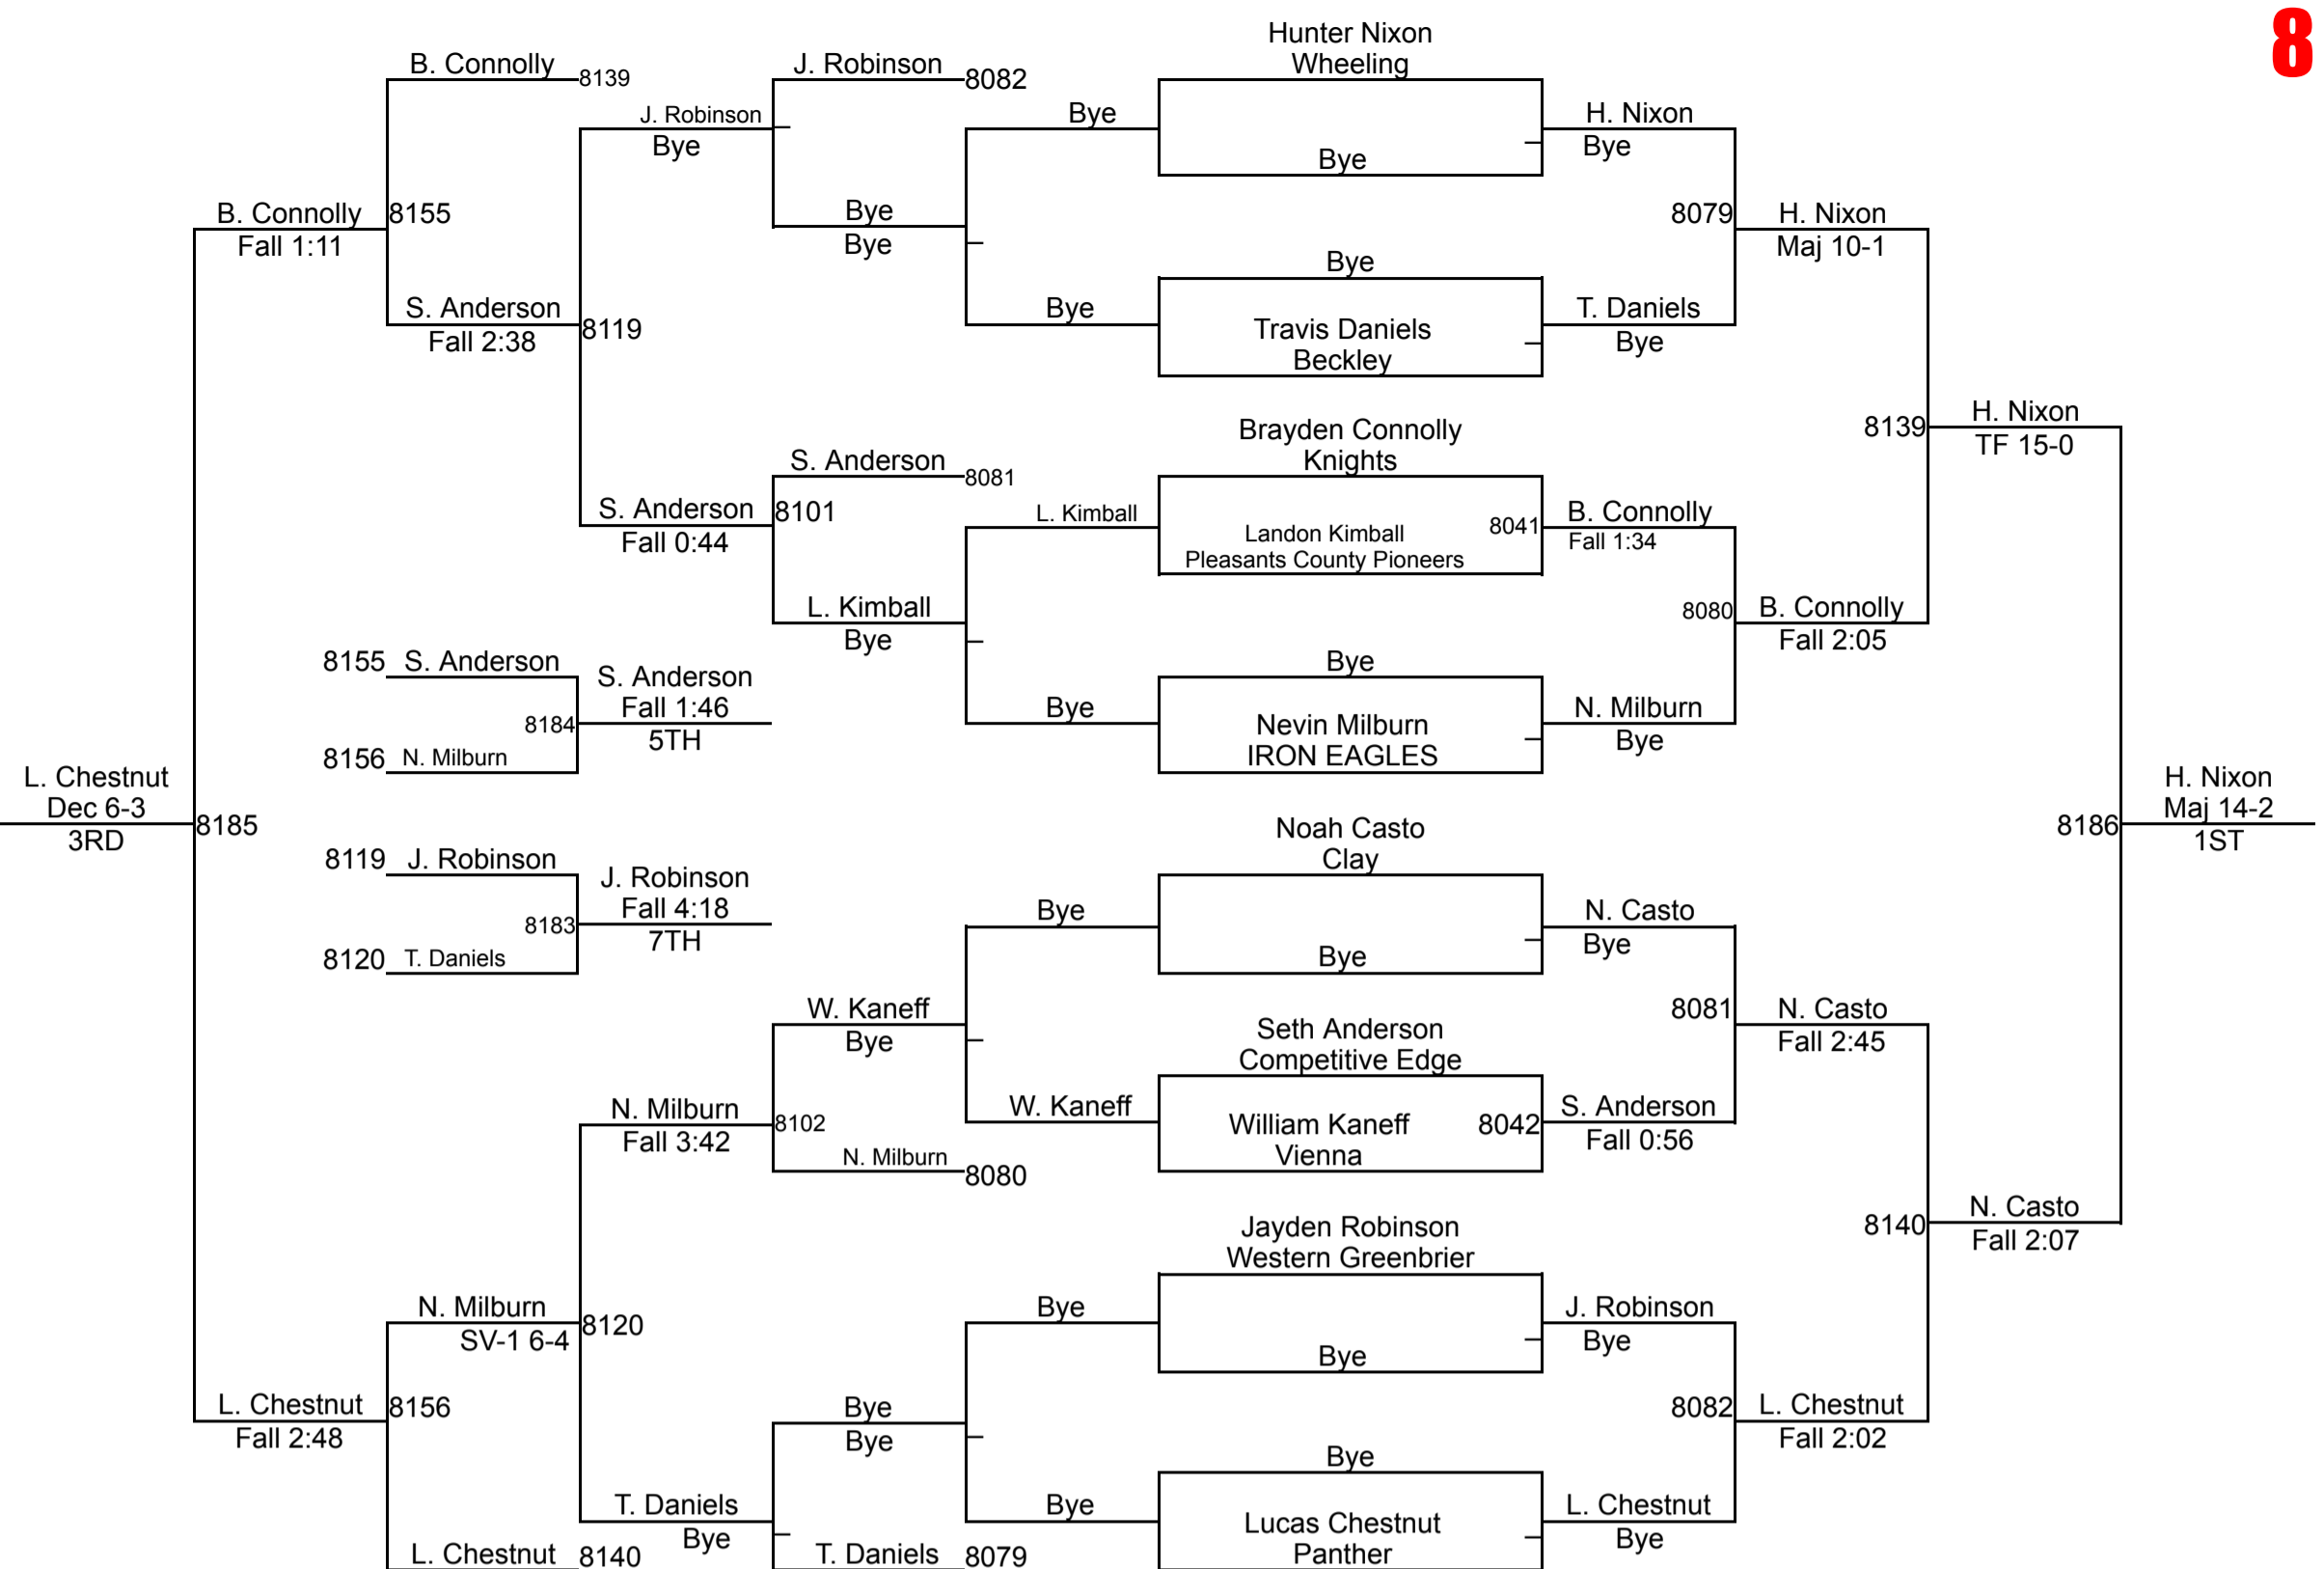 8
Hunter Nixon
Wheeling
B. Connolly 8139
J. Robinson 8082
J. Robinson
Bye
Bye
H. Nixon
Bye
Bye
B. Connolly 8155
Fall 1:11
Bye
Bye
8079 H. Nixon
Maj 10-1
Bye
S. Anderson
Fall 2:38
8119
Bye
Travis Daniels
Beckley
T. Daniels
Bye
Brayden Connolly
Knights
8139 H. Nixon
TF 15-0
S. Anderson 8081
S. Anderson 8101
Fall 0:44
L. Kimball
Landon Kimball
Pleasants County Pioneers
8041 B. Connolly
Fall 1:34
L. Kimball
Bye
8080 B. Connolly
Fall 2:05
8155 S. Anderson
S. Anderson
Fall 1:46
8184
5TH
8156 N. Milburn
Bye
Bye
Nevin Milburn
IRON EAGLES
N. Milburn
Bye
L. Chestnut
Dec 6-3
3RD
8185
8186
H. Nixon
Maj 14-2
1ST
Noah Casto
Clay
8119 J. Robinson
J. Robinson
Fall 4:18
8183
7TH
8120 T. Daniels
Bye
Bye
N. Casto
Bye
W. Kaneff
Bye
8081 N. Casto
Fall 2:45
Seth Anderson
Competitive Edge
N. Milburn
Fall 3:42
8102
W. Kaneff
William Kaneff
Vienna
8042 S. Anderson
Fall 0:56
N. Milburn 8080
8140 N. Casto
Fall 2:07
Jayden Robinson
Western Greenbrier
N. Milburn
SV-1 6-4
8120
Bye
Bye
J. Robinson
Bye
L. Chestnut 8156
Fall 2:48
Bye
Bye
8082 L. Chestnut
Fall 2:02
Bye
T. Daniels
Bye
Bye
Lucas Chestnut
Panther
L. Chestnut
Bye
L. Chestnut 8140
T. Daniels 8079